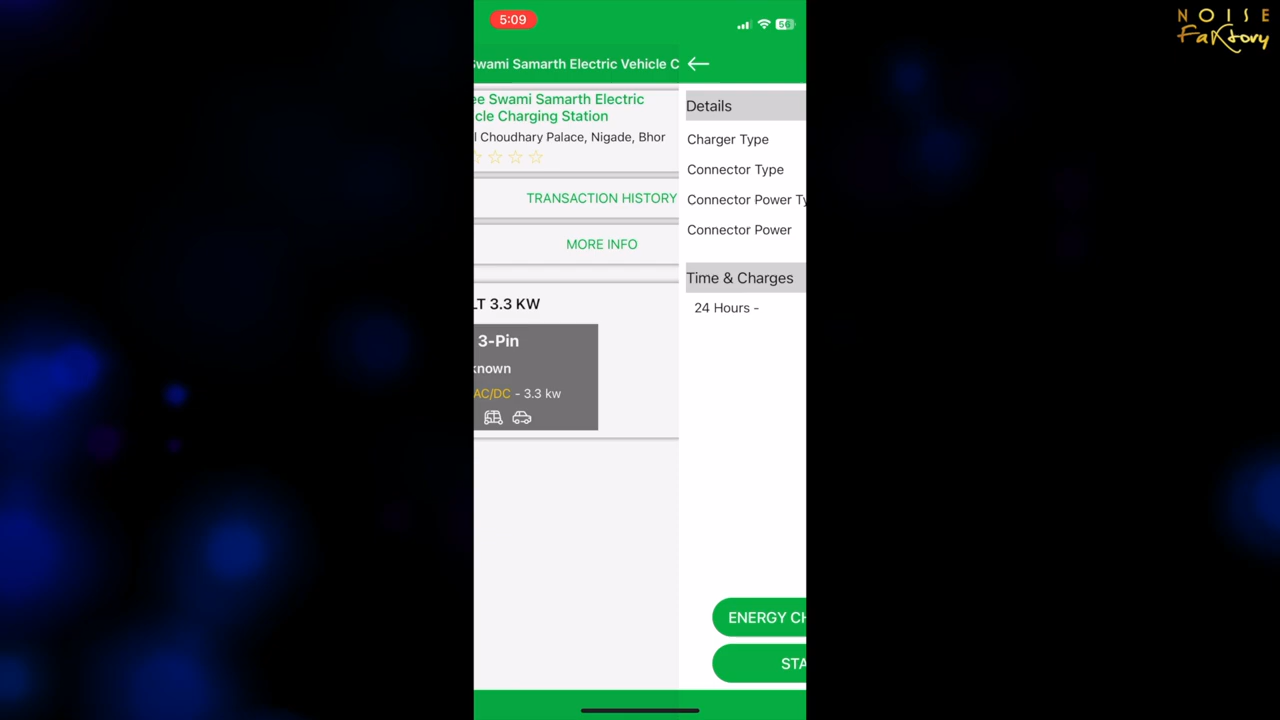 NOISE
Faktory
5:09
56
Swami Samarth Electric Vehicle C
ee Swami Samarth Electric
cle Charging Station
l Choudhary Palace, Nigade, Bhor
TRANSACTION HISTORY
MORE INFO
LT 3.3 KW
3-Pin
known
AC/DC - 3.3 kw
Details
Charger Type
Connector Type
Connector Power Ty
Connector Power
Time & Charges
24 Hours -
ENERGY CH
STA